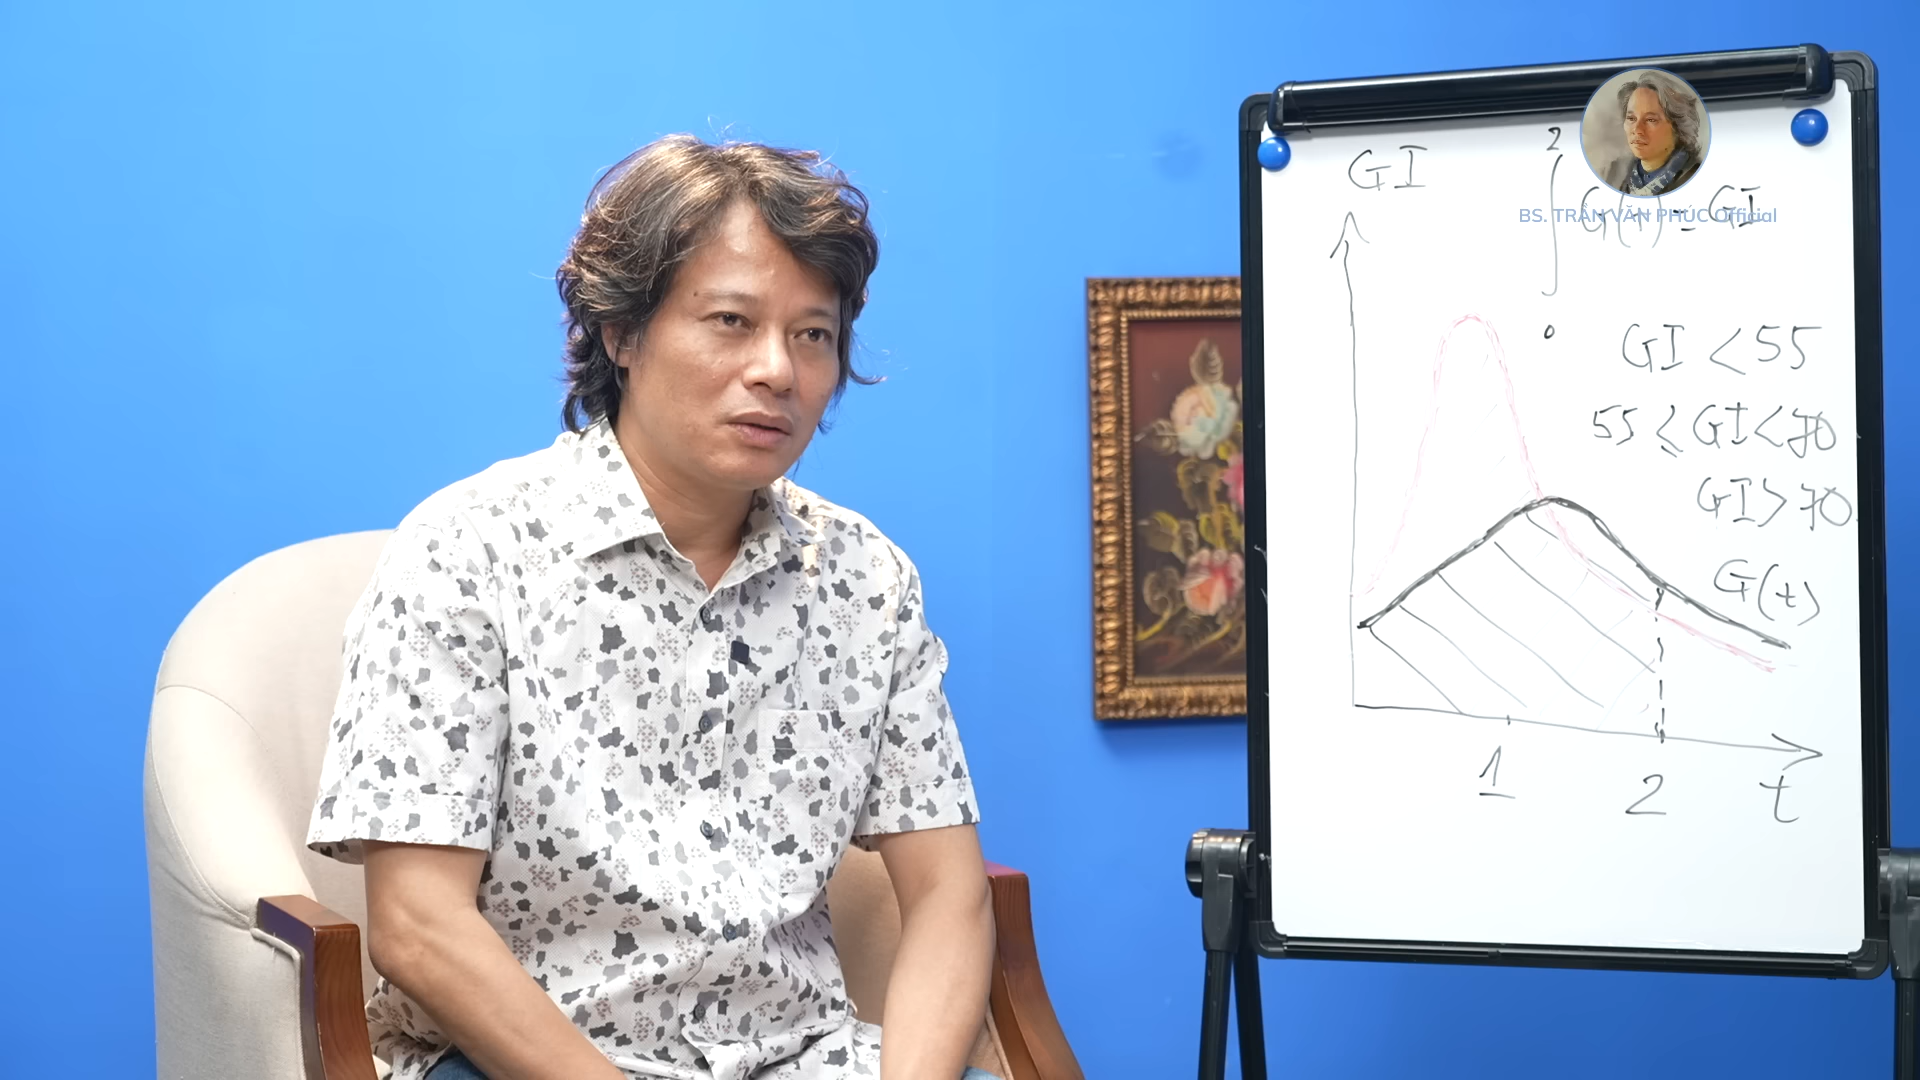 GI
2
∫ G(t) = GI
0
BS. TRẦN VĂN PHÚC Official
GI < 55
55 ≤ GI < 70
GI > 70
G(t)
1
2
t